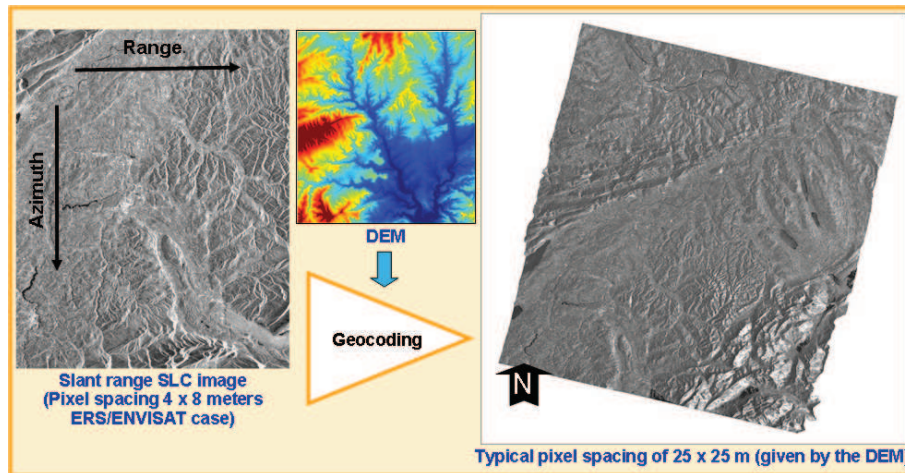 Range
Azimuth
DEM
Geocoding
Slant range SLC image
(Pixel spacing 4 x 8 meters
ERS/ENVISAT case)
N
Typical pixel spacing of 25 x 25 m (given by the DEM)